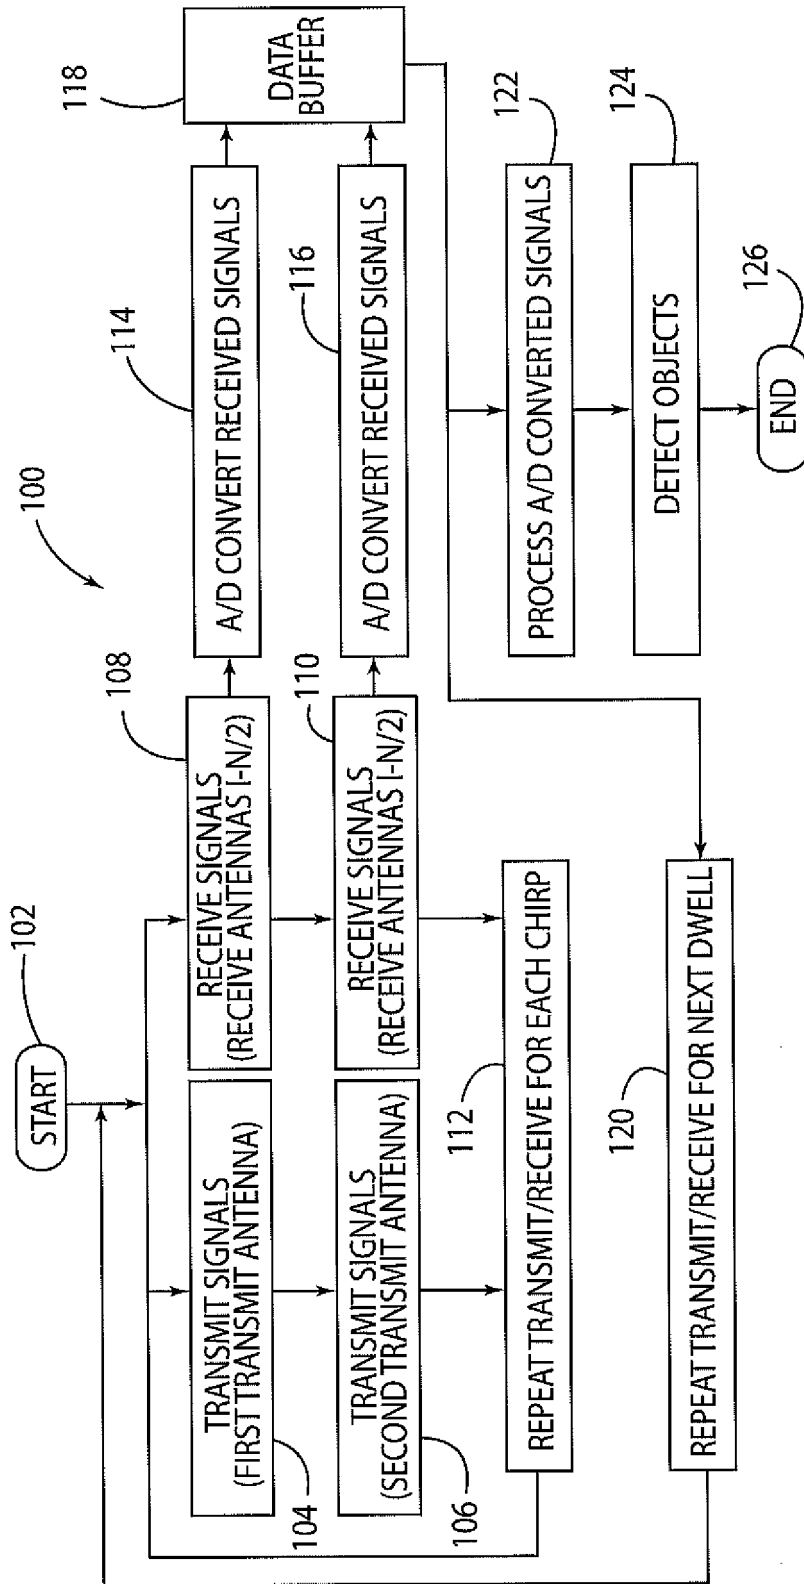 100
START
102
TRANSMIT SIGNALS
(FIRST TRANSMIT ANTENNA)
104
RECEIVE SIGNALS
(RECEIVE ANTENNAS I-N/2)
108
A/D CONVERT RECEIVED SIGNALS
114
DATA
BUFFER
118
TRANSMIT SIGNALS
(SECOND TRANSMIT ANTENNA)
106
RECEIVE SIGNALS
(RECEIVE ANTENNAS I-N/2)
110
A/D CONVERT RECEIVED SIGNALS
116
REPEAT TRANSMIT/RECEIVE FOR EACH CHIRP
112
PROCESS A/D CONVERTED SIGNALS
122
DETECT OBJECTS
124
REPEAT TRANSMIT/RECEIVE FOR NEXT DWELL
120
END
126